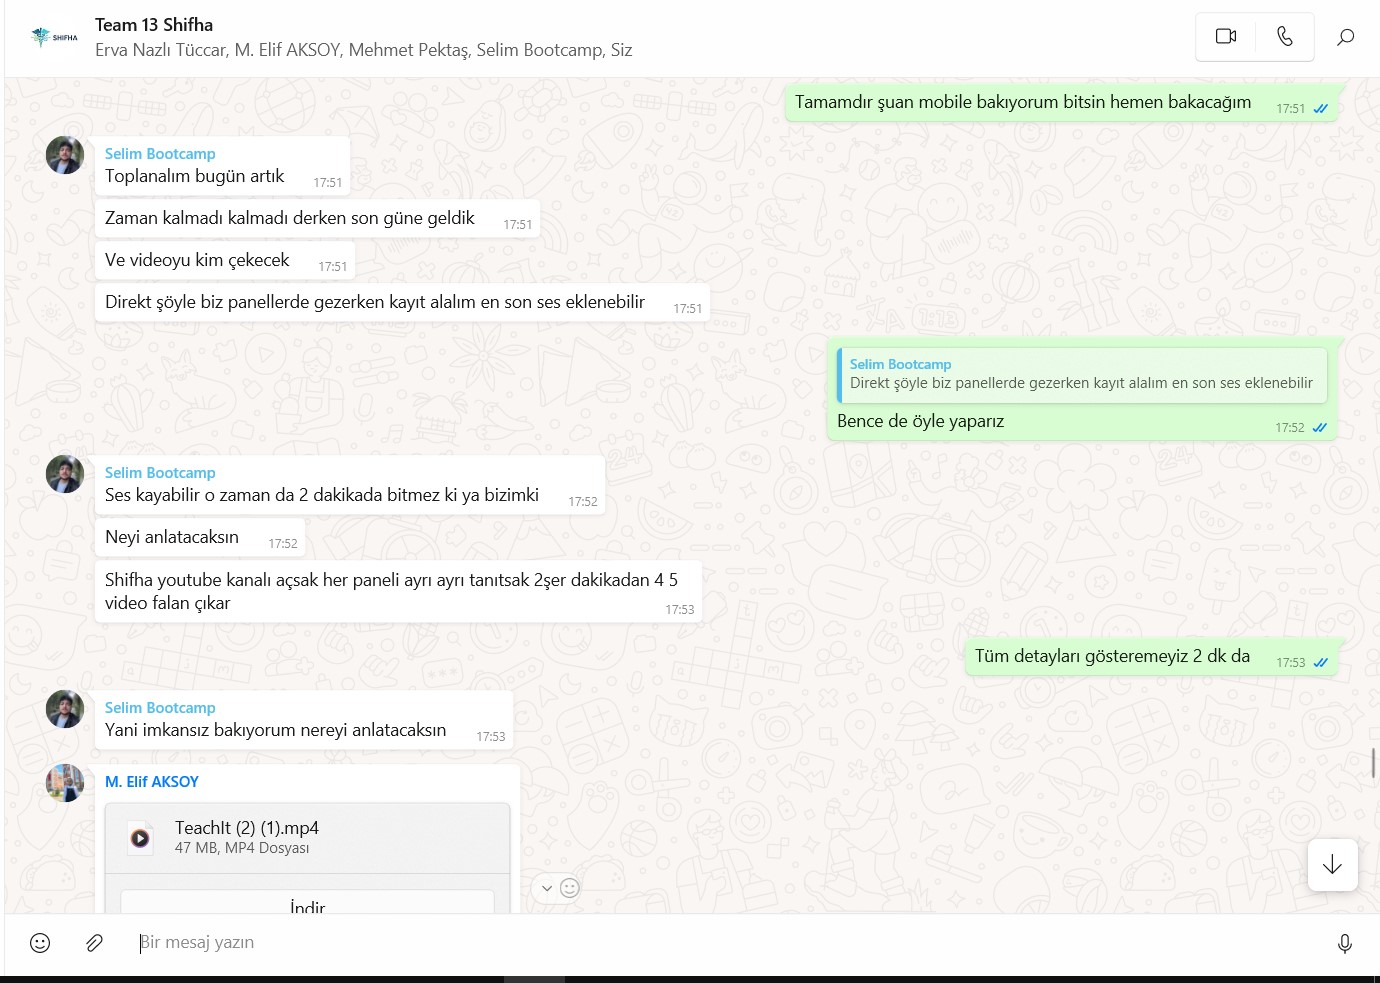 SHIFHA
Team 13 Shifha
Erva Nazlı Tüccar, M. Elif AKSOY, Mehmet Pektaş, Selim Bootcamp, Siz
Tamamdır şuan mobile bakıyorum bitsin hemen bakacağım 17:51
Selim Bootcamp
Toplanalım bugün artık 17:51
Zaman kalmadı kalmadı derken son güne geldik 17:51
Ve videoyu kim çekecek 17:51
Direkt şöyle biz panellerde gezerken kayıt alalım en son ses eklenebilir 17:51
Selim Bootcamp
Direkt şöyle biz panellerde gezerken kayıt alalım en son ses eklenebilir
Bence de öyle yaparız 17:52
Selim Bootcamp
Ses kayabilir o zaman da 2 dakikada bitmez ki ya bizimki 17:52
Neyi anlatacaksın 17:52
Shifha youtube kanalı açsak her paneli ayrı ayrı tanıtsak 2şer dakikadan 4 5
video falan çıkar 17:53
Tüm detayları gösteremeyiz 2 dk da 17:53
Selim Bootcamp
Yani imkansız bakıyorum nereyi anlatacaksın 17:53
M. Elif AKSOY
TeachIt (2) (1).mp4
47 MB, MP4 Dosyası
İndir
Bir mesaj yazın